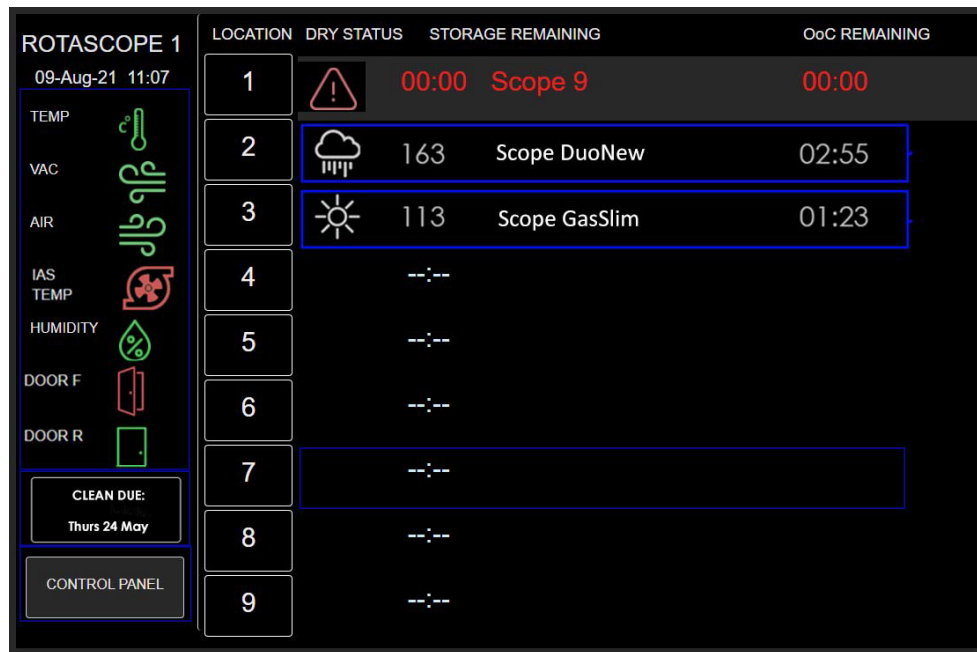 ROTASCOPE 1
09-Aug-21 11:07
TEMP
C°
VAC
AIR
IAS
TEMP
HUMIDITY
%
DOOR F
DOOR R
CLEAN DUE:
Thurs 24 May
CONTROL PANEL
LOCATION DRY STATUS STORAGE REMAINING OoC REMAINING
1 ! 00:00 Scope 9 00:00
2 163 Scope DuoNew 02:55
3 113 Scope GasSlim 01:23
4 --:--
5 --:--
6 --:--
7 --:--
8 --:--
9 --:--